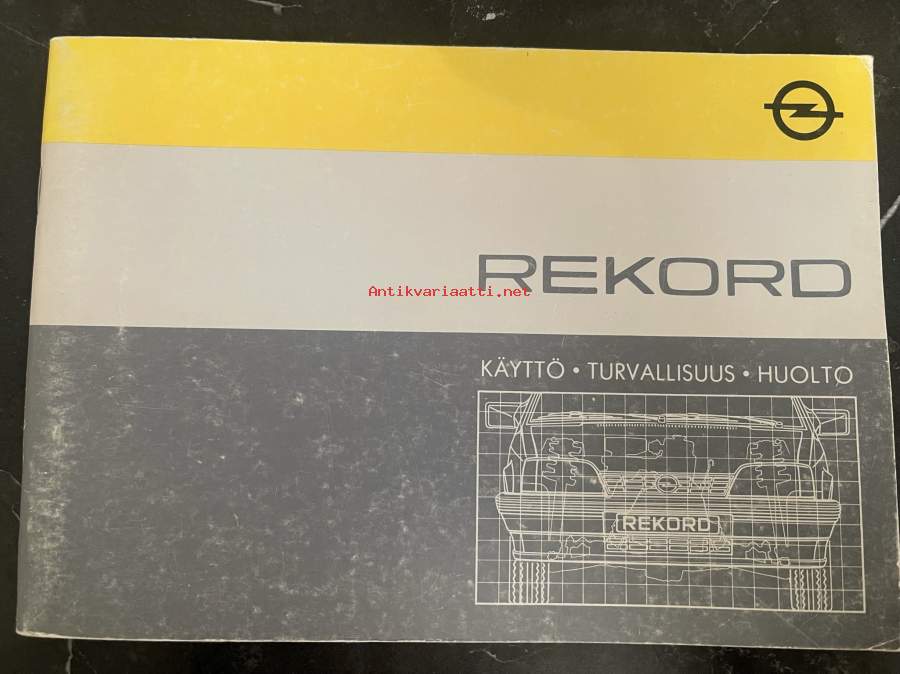 REKORD
Antikvariaatti.net
KÄYTTÖ • TURVALLISUUS • HUOLTO
REKORD